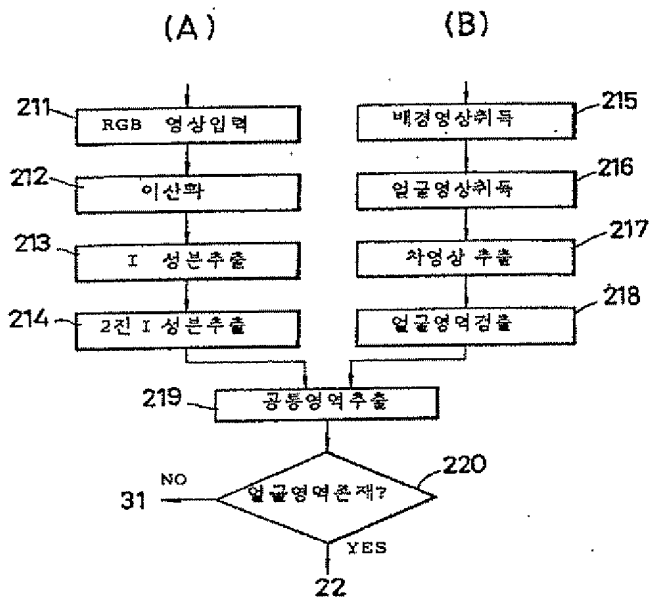 (A)
(B)
211
RGB 영상입력
212
이산화
213
I 성분추출
214
2진 I 성분추출
배경영상취득
215
얼굴영상취득
216
차영상 추출
217
얼굴영역검출
218
219
공통영역추출
얼굴영역존재?
220
NO
31
YES
22